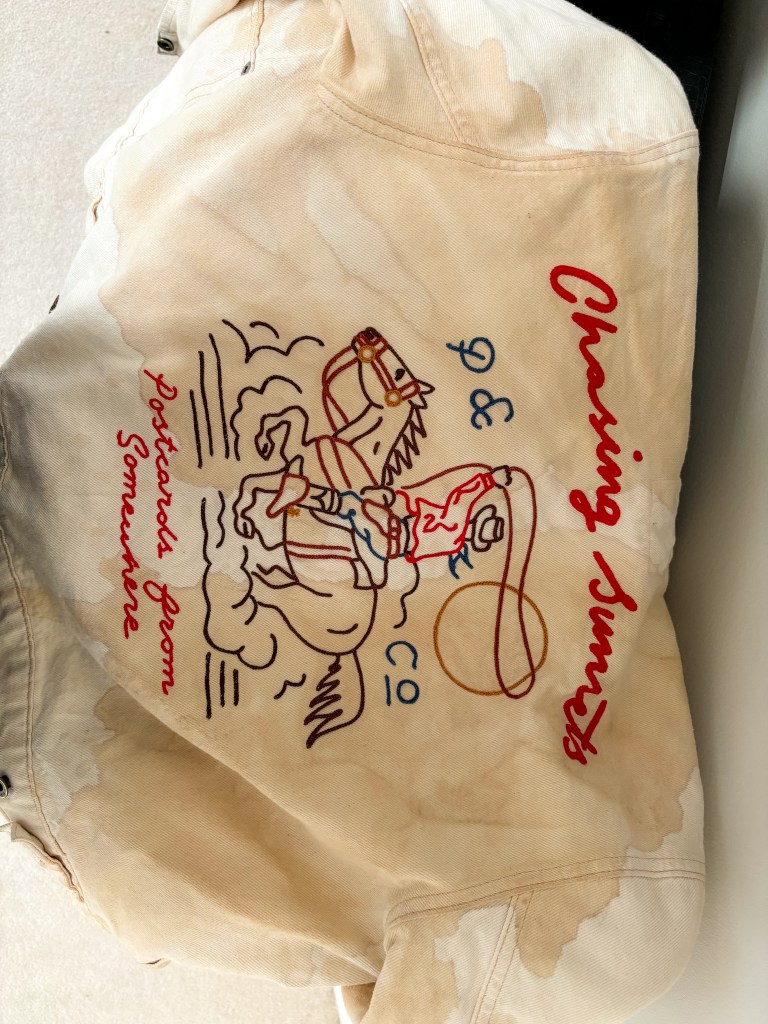 Chasing Sunsets
P & Co
Postcards from
Somewhere